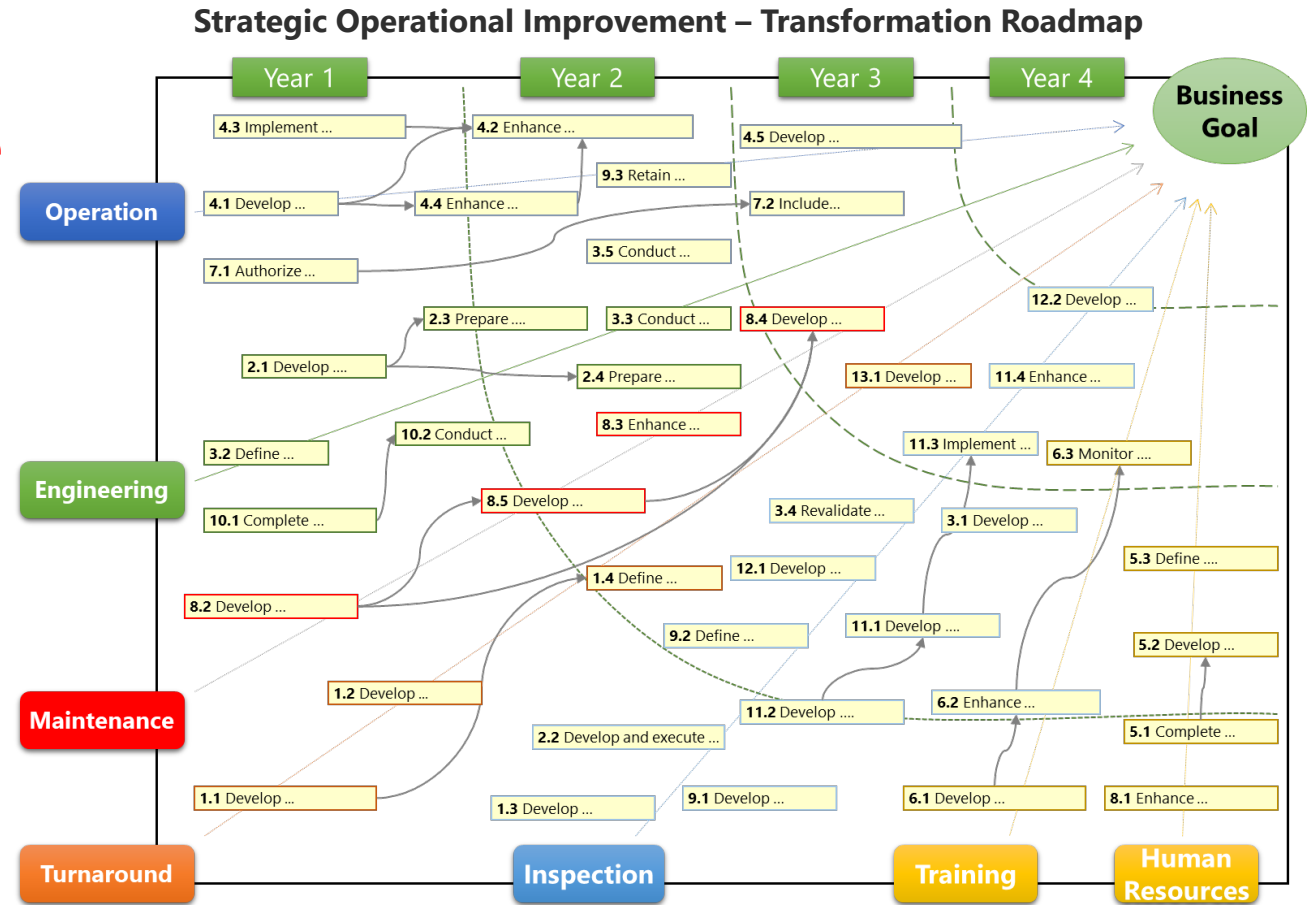 Strategic Operational Improvement – Transformation Roadmap
Year 1
Year 2
Year 3
Year 4
Business
Goal
4.3 Implement ...
4.2 Enhance ...
4.5 Develop ...
9.3 Retain ...
Operation
4.1 Develop ...
4.4 Enhance ...
7.2 Include...
3.5 Conduct ...
7.1 Authorize ...
12.2 Develop ...
2.3 Prepare ....
3.3 Conduct ...
8.4 Develop ...
2.1 Develop ....
2.4 Prepare ...
13.1 Develop ...
11.4 Enhance ...
8.3 Enhance ...
10.2 Conduct ...
3.2 Define ...
11.3 Implement ...
6.3 Monitor ....
Engineering
8.5 Develop ...
10.1 Complete ...
3.4 Revalidate ...
3.1 Develop ...
5.3 Define ....
12.1 Develop ...
1.4 Define ...
8.2 Develop ...
9.2 Define ...
11.1 Develop ....
5.2 Develop ...
1.2 Develop ...
6.2 Enhance ...
Maintenance
11.2 Develop ....
2.2 Develop and execute ...
5.1 Complete ...
1.1 Develop ...
1.3 Develop ...
9.1 Develop ...
6.1 Develop ...
8.1 Enhance ...
Turnaround
Inspection
Training
Human
Resources